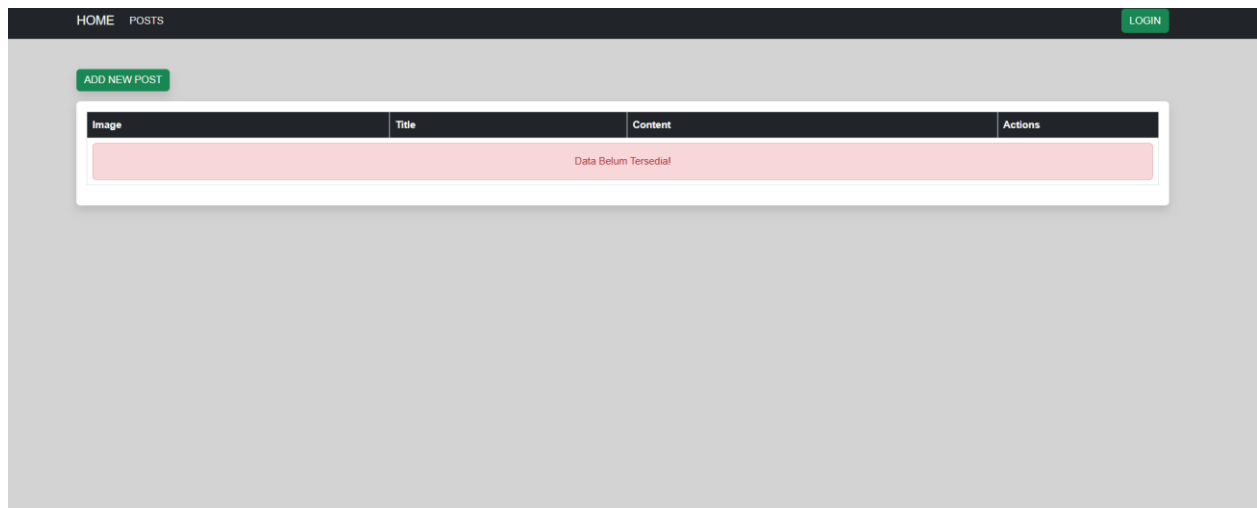 HOME POSTS LOGIN
ADD NEW POST
Image Title Content Actions
Data Belum Tersedia!